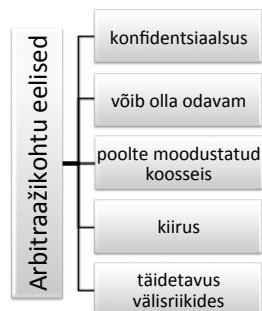 Arbitraažikohtu eelised
konfidentsiaalsus
võib olla odavam
poolte moodustatud
koosseis
kiirus
täidetavus
välisriikides